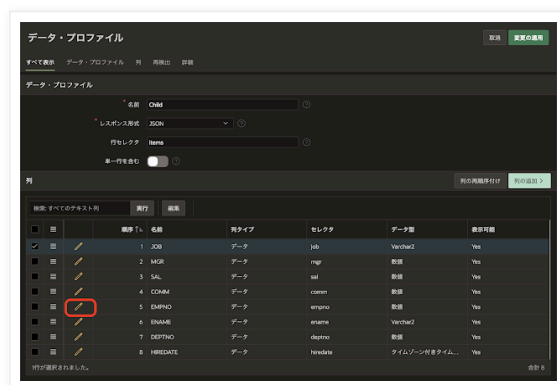 データ・プロファイル
取消
変更の適用
すべて表示 データ・プロファイル 列 再検出 詳細
データ・プロファイル
* 名前 Child
* レスポンス形式 JSON
行セレクタ items
単一行を含む
列
列の再順序付け 列の追加 >
検索: すべてのテキスト列 実行 編集
順序 名前 列タイプ セレクタ データ型 表示可能
1 JOB データ job Varchar2 Yes
2 MGR データ mgr 数値 Yes
3 SAL データ sal 数値 Yes
4 COMM データ comm 数値 Yes
5 EMPNO データ empno 数値 Yes
6 ENAME データ ename Varchar2 Yes
7 DEPTNO データ deptno 数値 Yes
8 HIREDATE データ hiredate タイムゾーン付きタイム... Yes
1行が選択されました。 合計 8